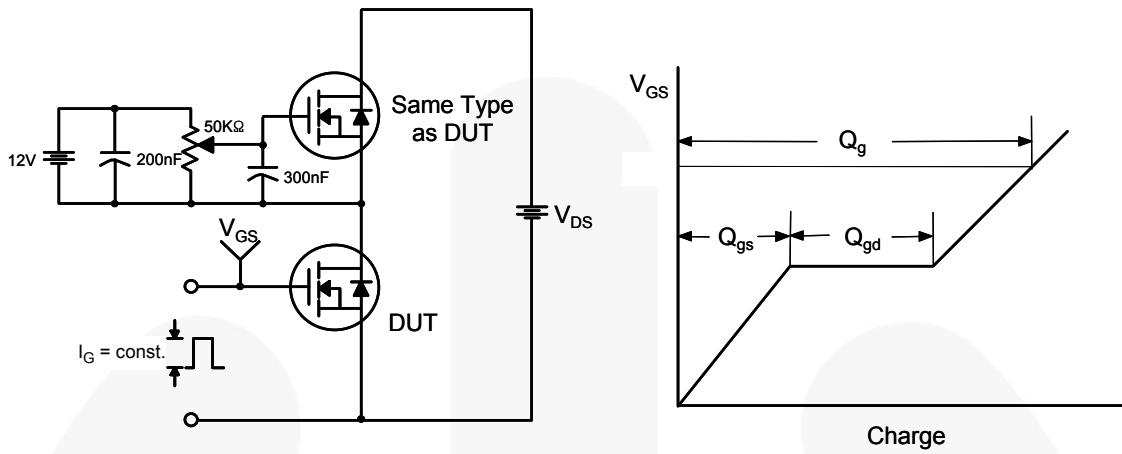 12V
200nF
50KΩ
300nF
Same Type
as DUT
V_DS
V_GS
DUT
I_G = const.
V_GS
Q_g
Q_gs
Q_gd
Charge